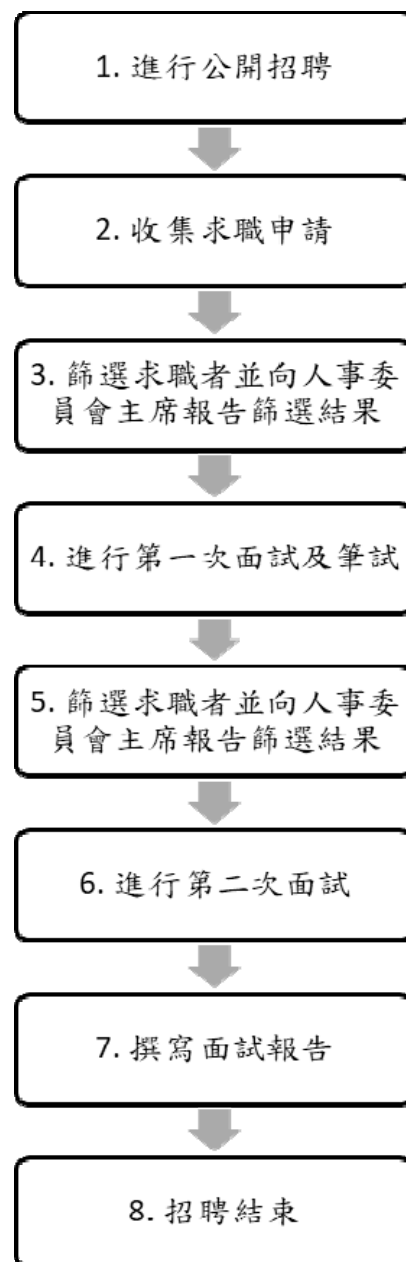 1. 進行公開招聘
2. 收集求職申請
3. 篩選求職者並向人事委
員會主席報告篩選結果
4. 進行第一次面試及筆試
5. 篩選求職者並向人事委
員會主席報告篩選結果
6. 進行第二次面試
7. 撰寫面試報告
8. 招聘結束